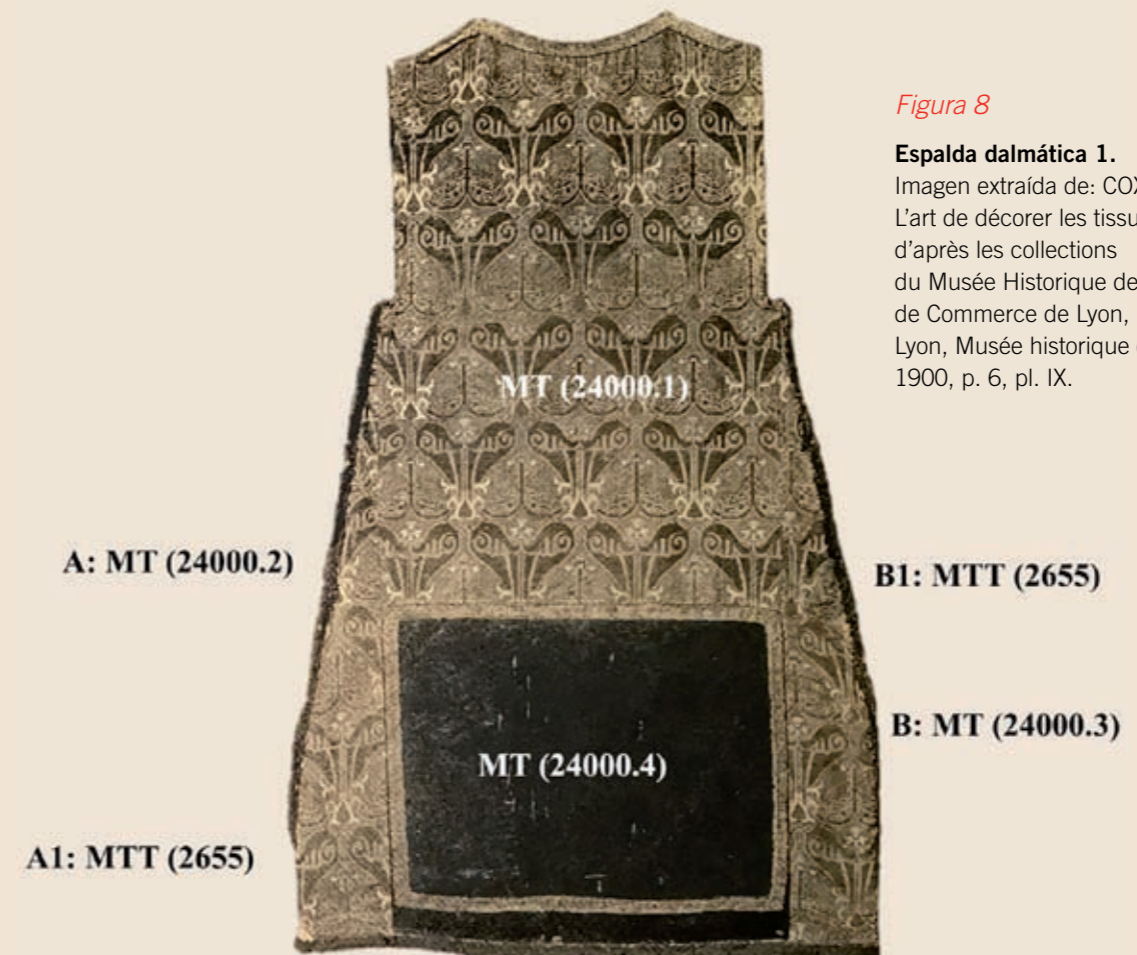 Figura 8
Espalda dalmática 1.
Imagen extraída de: COX
L’art de décorer les tissu
d’après les collections
du Musée Historique de
de Commerce de Lyon,
Lyon, Musée historique
1900, p. 6, pl. IX.
MT (24000.1)
A: MT (24000.2)
B1: MTT (2655)
B: MT (24000.3)
MT (24000.4)
A1: MTT (2655)